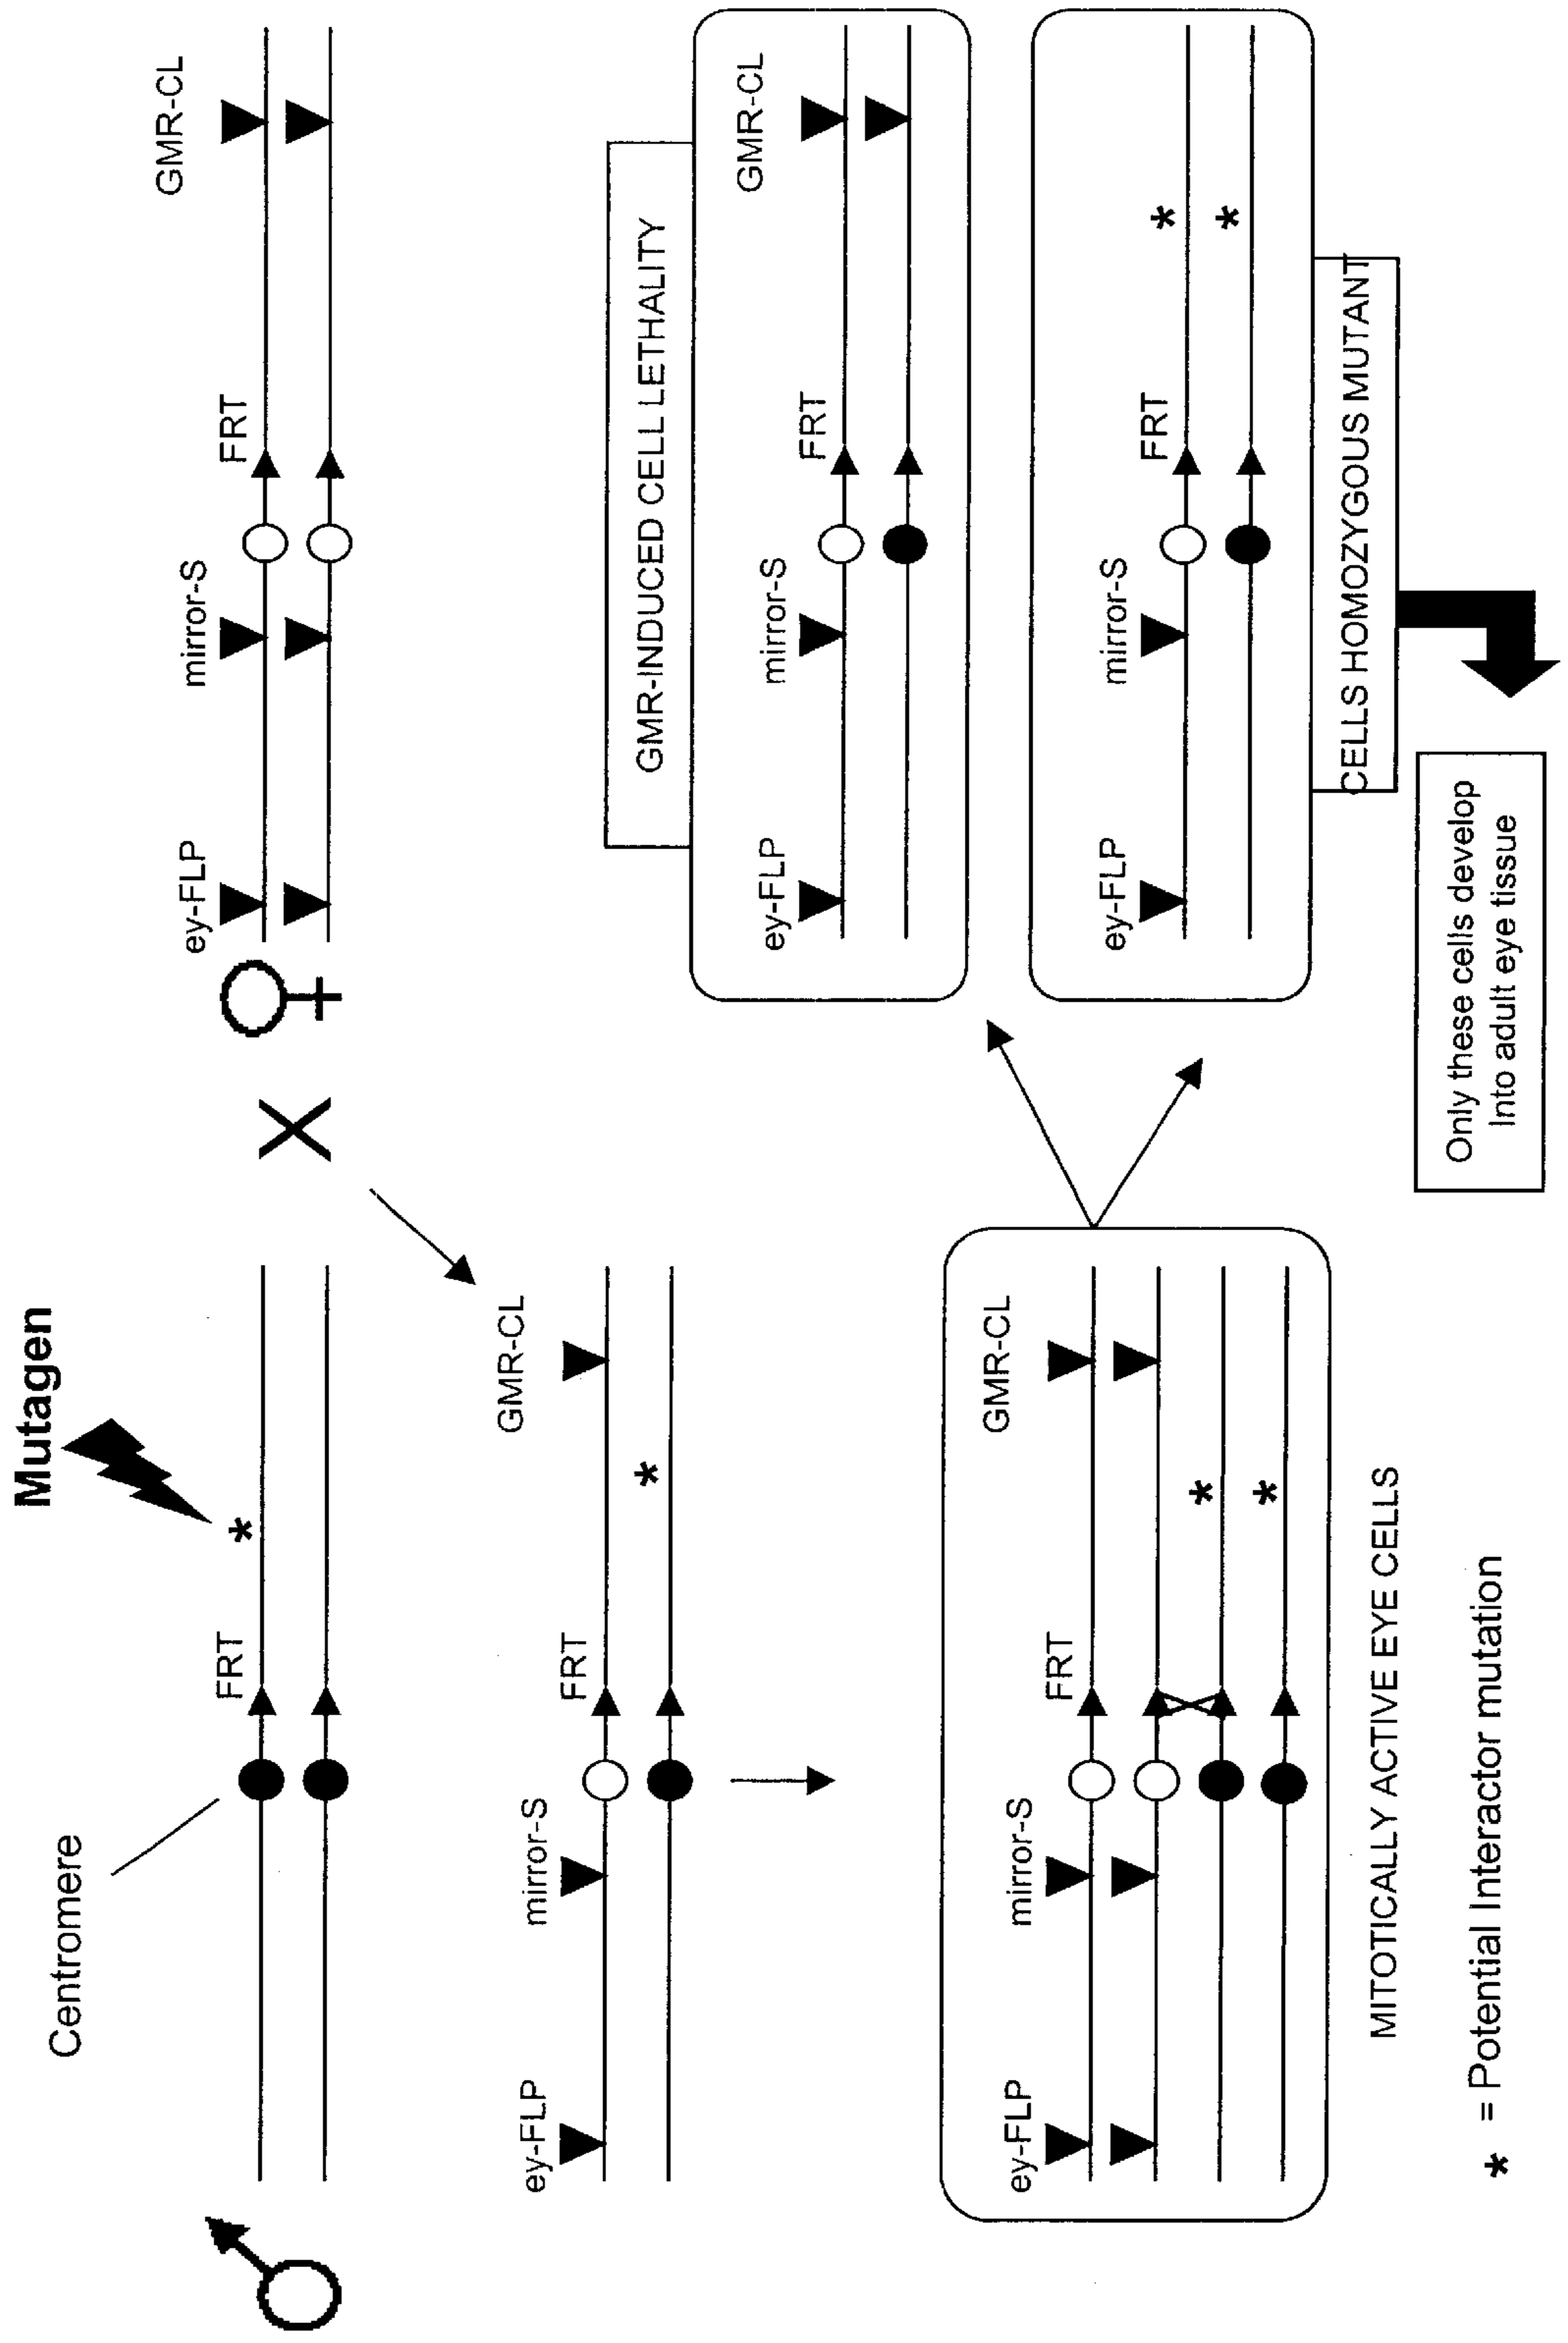 Mutagen
Centromere
FRT
ey-FLP
mirror-S
FRT
GMR-CL
X
ey-FLP
mirror-S
FRT
GMR-CL
*
GMR-INDUCED CELL LETHALITY
ey-FLP
mirror-S
FRT
GMR-CL
ey-FLP
mirror-S
FRT
GMR-CL
*
*
MITOTICALLY ACTIVE EYE CELLS
ey-FLP
mirror-S
FRT
*
*
CELLS HOMOZYGOUS MUTANT
Only these cells develop
Into adult eye tissue
* = Potential Interactor mutation